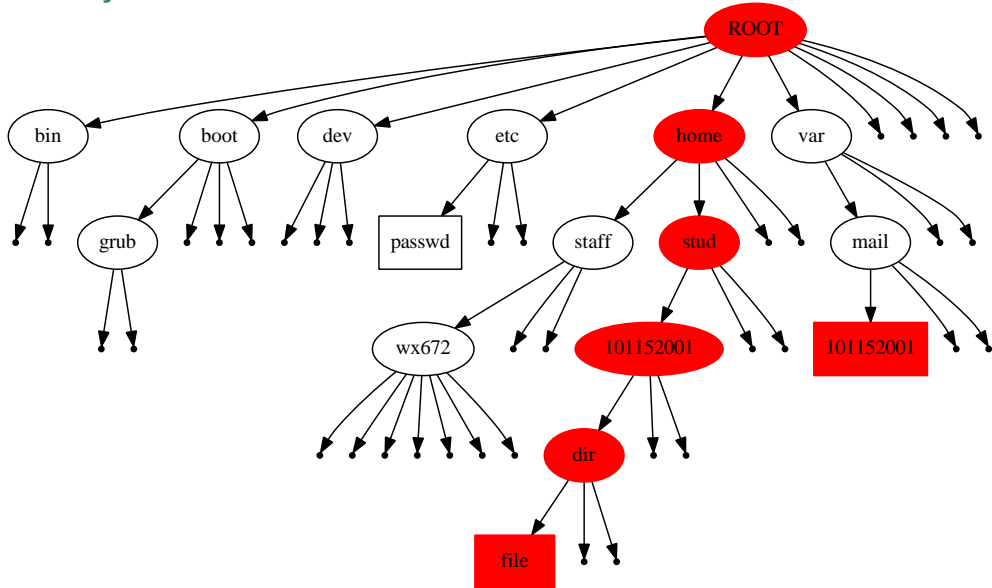 ROOT
bin
boot
dev
etc
home
var
grub
passwd
staff
stud
mail
wx672
101152001
101152001
dir
file